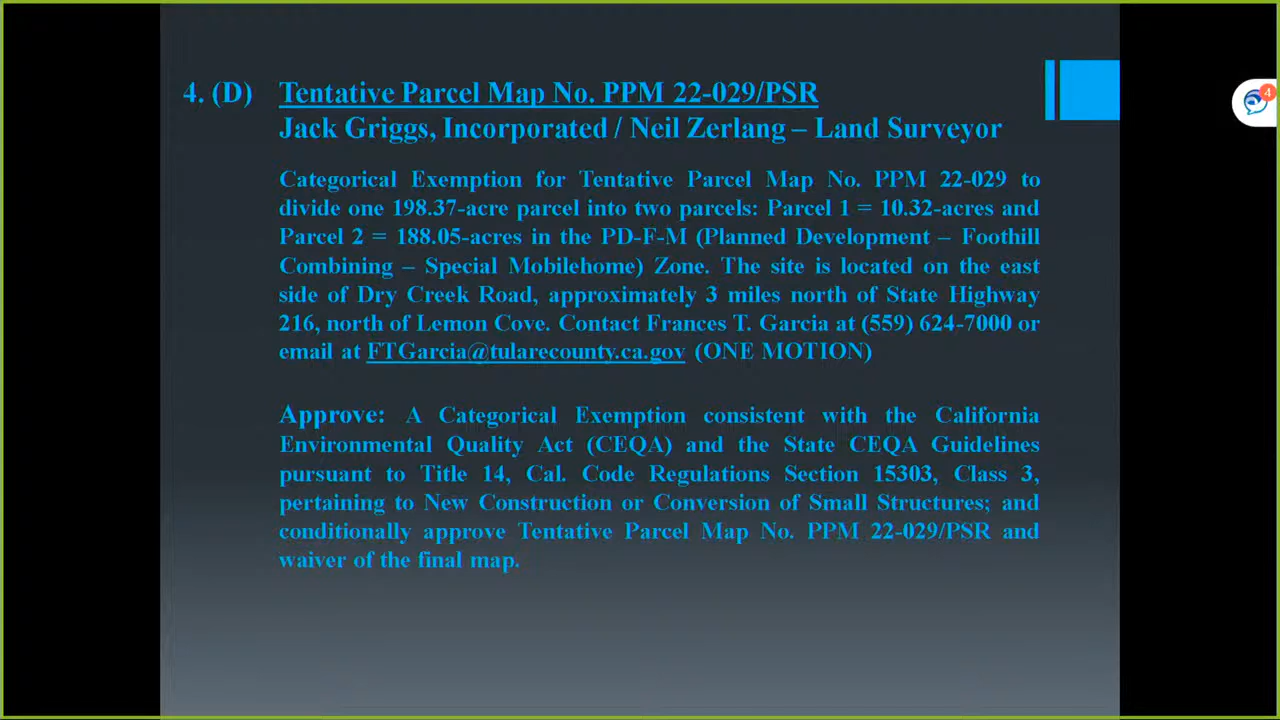 4. (D) Tentative Parcel Map No. PPM 22-029/PSR
Jack Griggs, Incorporated / Neil Zerlang – Land Surveyor
Categorical Exemption for Tentative Parcel Map No. PPM 22-029 to
divide one 198.37-acre parcel into two parcels: Parcel 1 = 10.32-acres and
Parcel 2 = 188.05-acres in the PD-F-M (Planned Development – Foothill
Combining – Special Mobilehome) Zone. The site is located on the east
side of Dry Creek Road, approximately 3 miles north of State Highway
216, north of Lemon Cove. Contact Frances T. Garcia at (559) 624-7000 or
email at FTGarcia@tularecounty.ca.gov (ONE MOTION)
Approve: A Categorical Exemption consistent with the California
Environmental Quality Act (CEQA) and the State CEQA Guidelines
pursuant to Title 14, Cal. Code Regulations Section 15303, Class 3,
pertaining to New Construction or Conversion of Small Structures; and
conditionally approve Tentative Parcel Map No. PPM 22-029/PSR and
waiver of the final map.
4